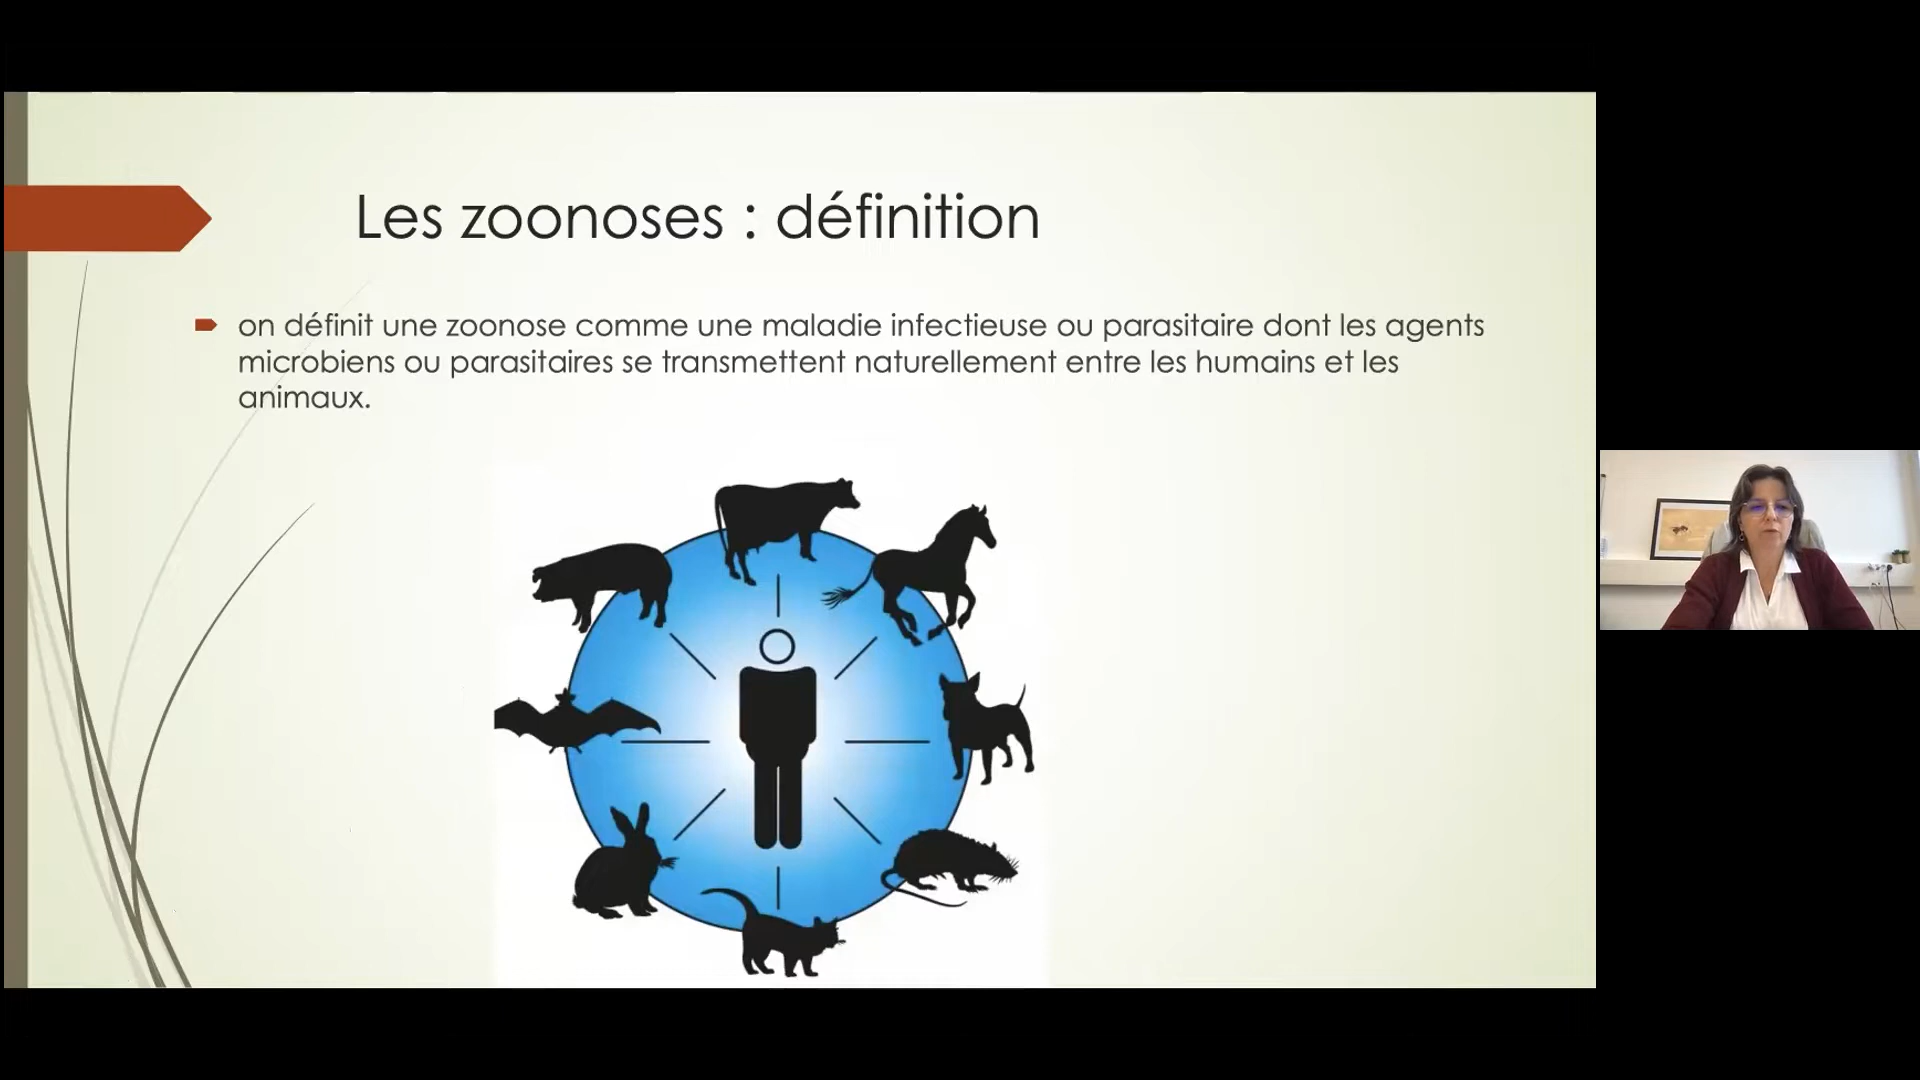 Les zoonoses : définition
on définit une zoonose comme une maladie infectieuse ou parasitaire dont les agents
microbiens ou parasitaires se transmettent naturellement entre les humains et les
animaux.